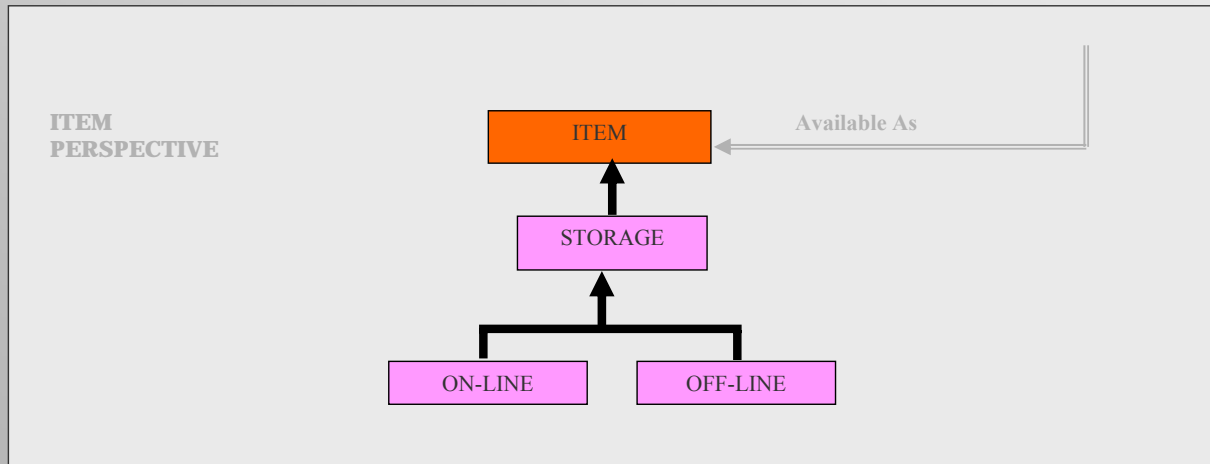 ITEM
PERSPECTIVE
ITEM
Available As
STORAGE
ON-LINE
OFF-LINE